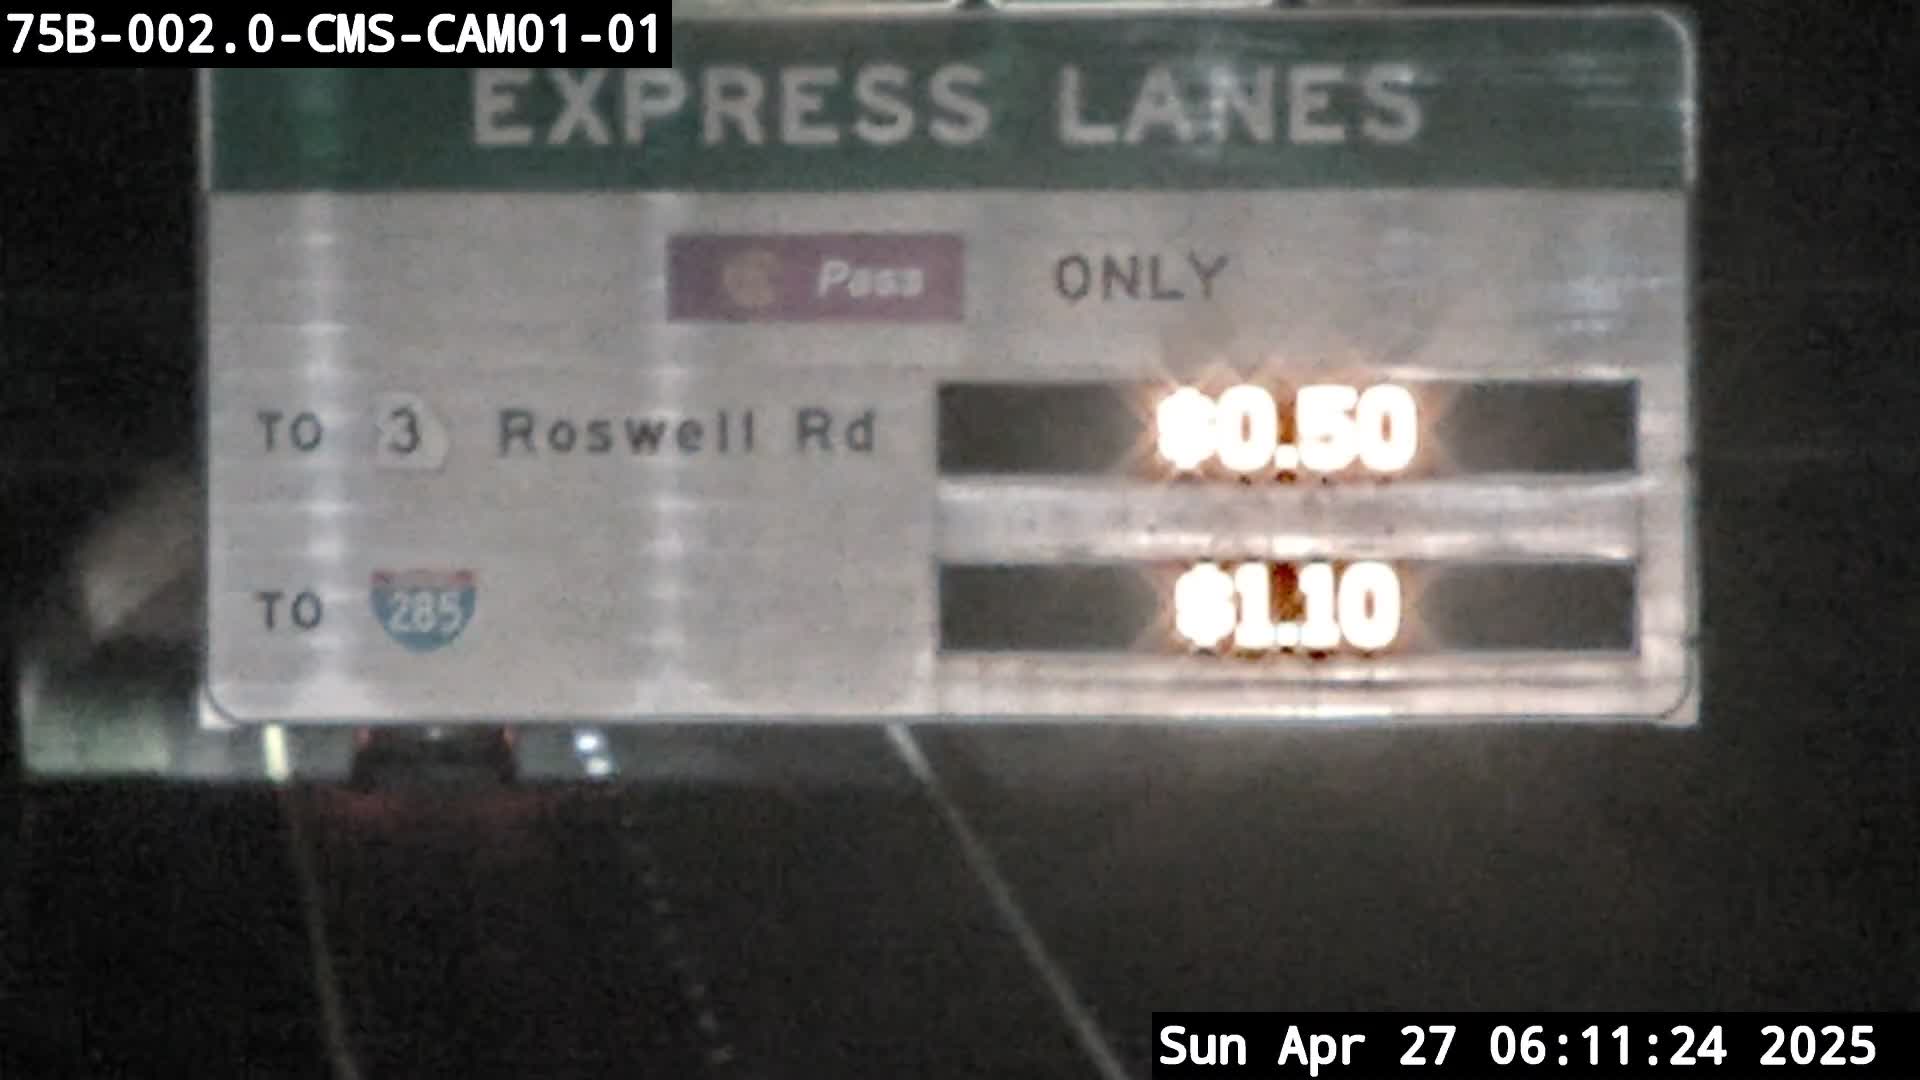 75B-002.0-CMS-CAM01-01
EXPRESS LANES
Pass ONLY
TO 3 Roswell Rd $0.50
TO 285 $1.10
Sun Apr 27 06:11:24 2025